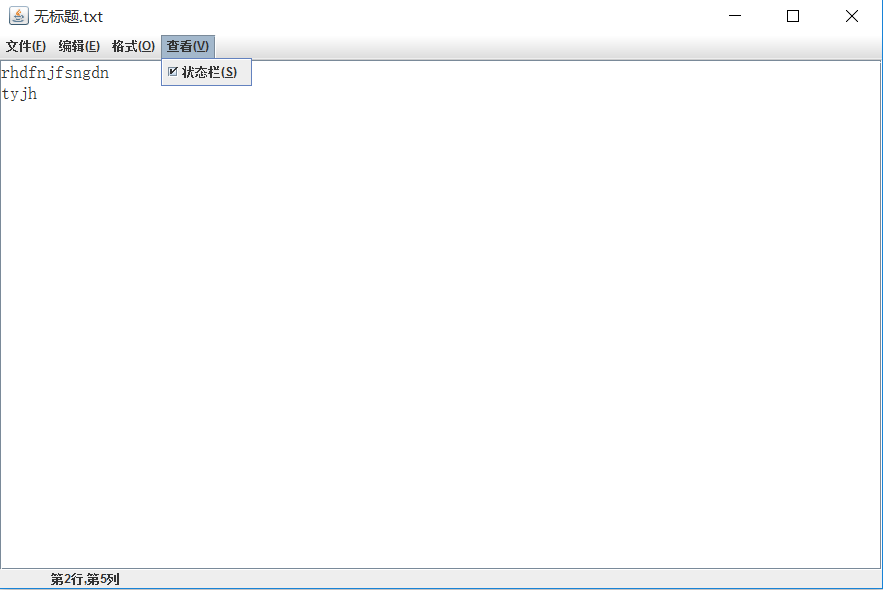 无标题.txt
文件(F) 编辑(E) 格式(O) 查看(V)
状态栏(S)
rhdfnjfsngdn
tyjh
第2行,第5列